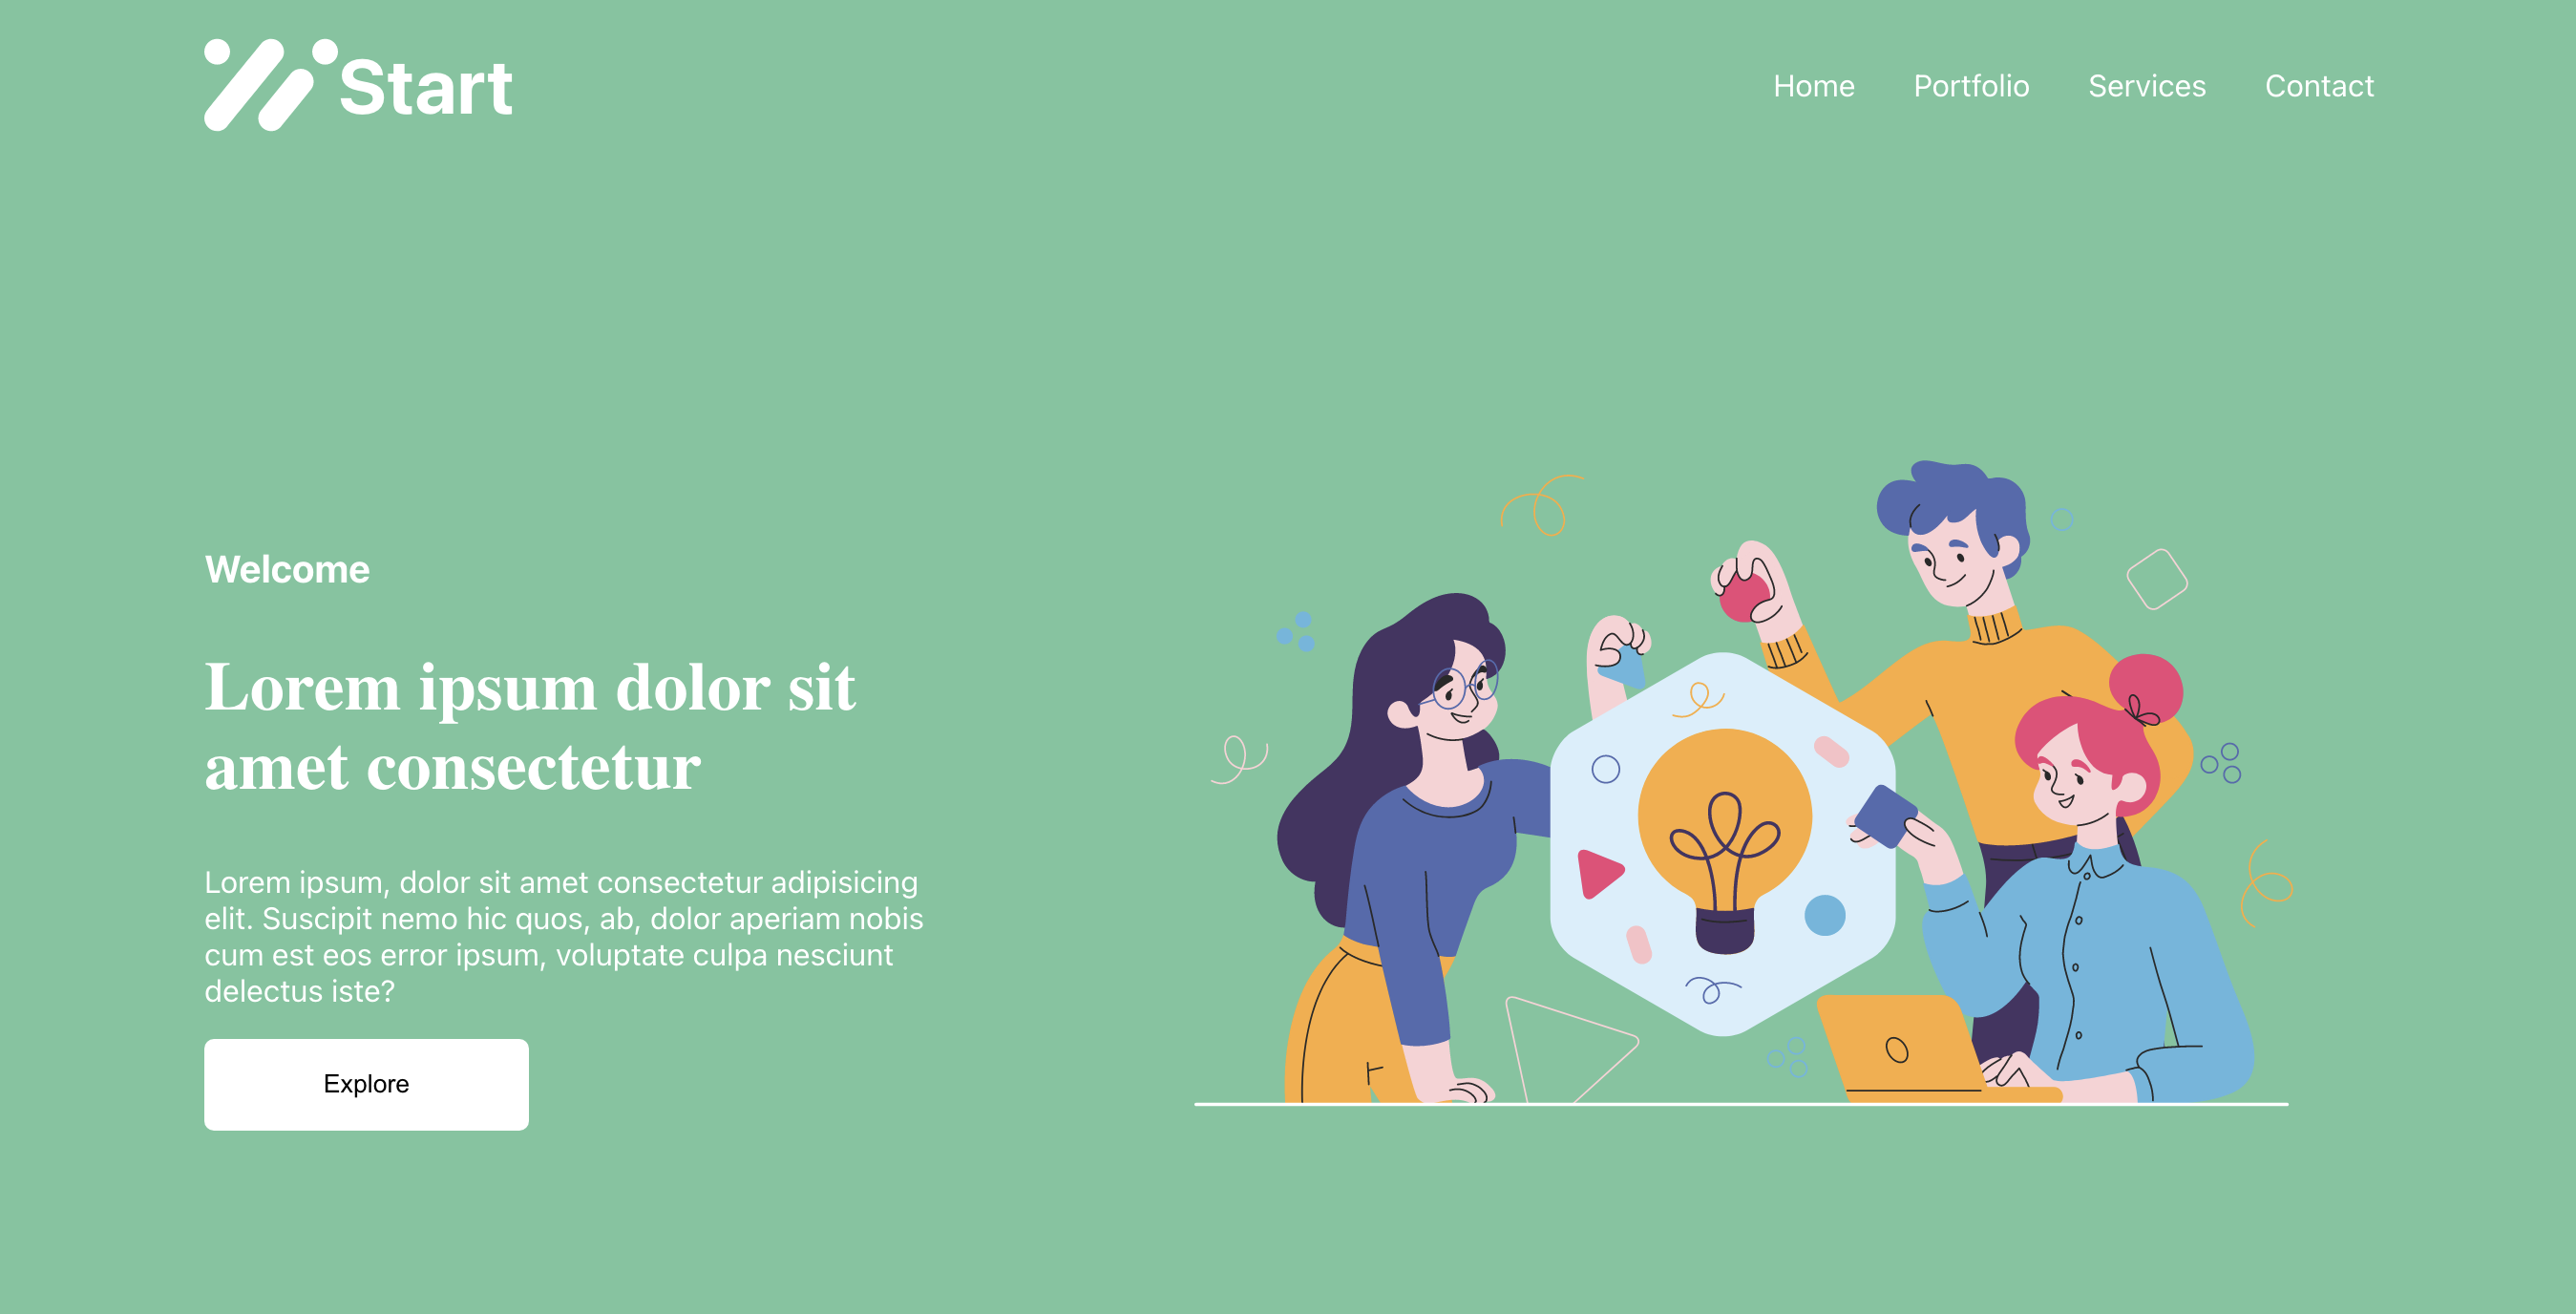 Start
Home Portfolio Services Contact
Welcome
Lorem ipsum dolor sit
amet consectetur
Lorem ipsum, dolor sit amet consectetur adipisicing
elit. Suscipit nemo hic quos, ab, dolor aperiam nobis
cum est eos error ipsum, voluptate culpa nesciunt
delectus iste?
Explore